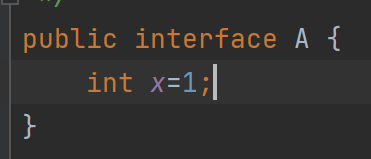 public interface A {
    int x=1;
}